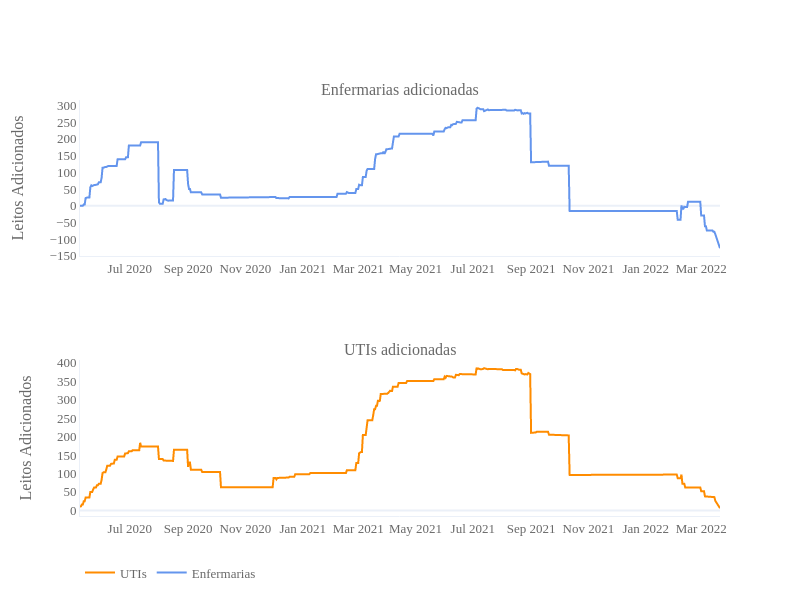 Enfermarias adicionadas
Leitos Adicionados
300
250
200
150
100
50
0
−50
−100
−150
Jul 2020 Sep 2020 Nov 2020 Jan 2021 Mar 2021 May 2021 Jul 2021 Sep 2021 Nov 2021 Jan 2022 Mar 2022
UTIs adicionadas
Leitos Adicionados
400
350
300
250
200
150
100
50
0
Jul 2020 Sep 2020 Nov 2020 Jan 2021 Mar 2021 May 2021 Jul 2021 Sep 2021 Nov 2021 Jan 2022 Mar 2022
UTIs Enfermarias